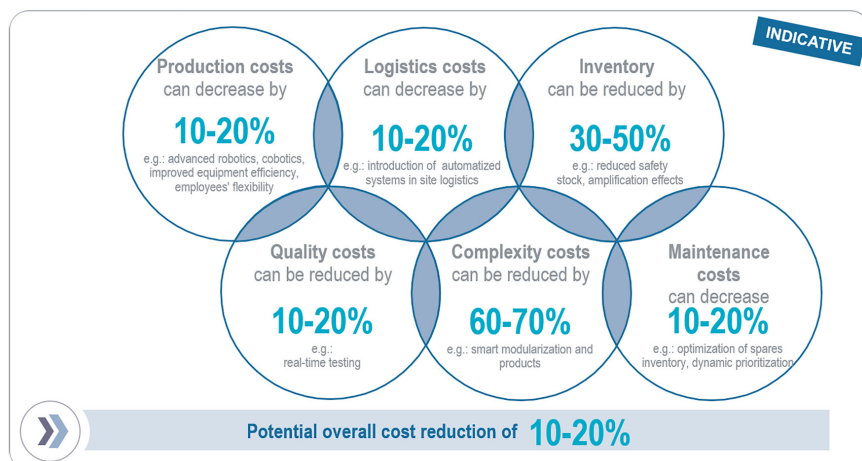 INDICATIVE
Production costs
can decrease by
10-20%
e.g.: advanced robotics, cobotics,
improved equipment efficiency,
employees' flexibility
Logistics costs
can decrease by
10-20%
e.g.: introduction of automatized
systems in site logistics
Inventory
can be reduced by
30-50%
e.g.: reduced safety
stock, amplification effects
Quality costs
can be reduced by
10-20%
e.g.:
real-time testing
Complexity costs
can be reduced by
60-70%
e.g.: smart modularization and
products
Maintenance
costs
can decrease
10-20%
e.g.: optimization of spares
inventory, dynamic prioritization
Potential overall cost reduction of 10-20%